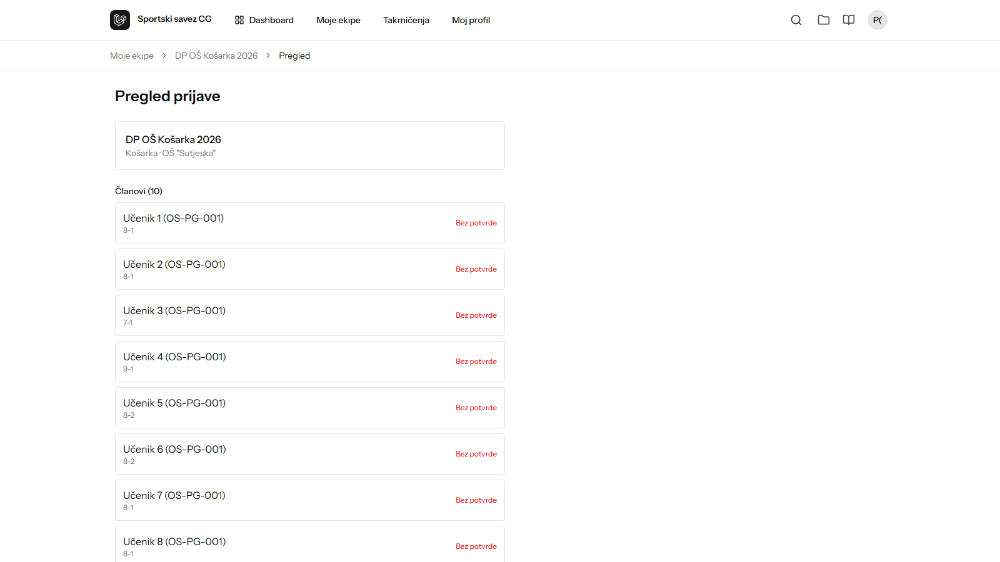 Sportski savez CG
Dashboard
Moje ekipe
Takmičenja
Moj profil
P(
Moje ekipe
DP OŠ Košarka 2026
Pregled
Pregled prijave
DP OŠ Košarka 2026
Košarka · OŠ "Sutjeska"
Članovi (10)
Učenik 1 (OS-PG-001)
8-1
Bez potvrde
Učenik 2 (OS-PG-001)
8-1
Bez potvrde
Učenik 3 (OS-PG-001)
7-1
Bez potvrde
Učenik 4 (OS-PG-001)
9-1
Bez potvrde
Učenik 5 (OS-PG-001)
8-2
Bez potvrde
Učenik 6 (OS-PG-001)
8-2
Bez potvrde
Učenik 7 (OS-PG-001)
8-1
Bez potvrde
Učenik 8 (OS-PG-001)
8-1
Bez potvrde